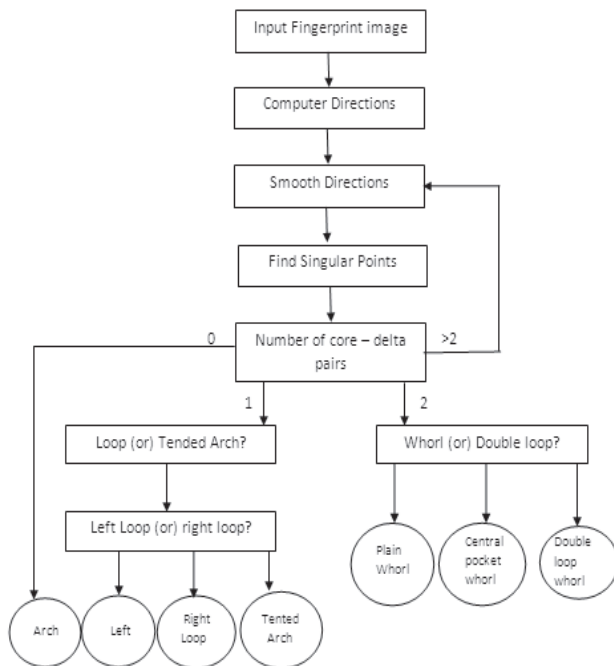 Input Fingerprint image
Computer Directions
Smooth Directions
Find Singular Points
0
Number of core – delta
pairs
>2
1
2
Loop (or) Tended Arch?
Whorl (or) Double loop?
Left Loop (or) right loop?
Plain
Whorl
Central
pocket
whorl
Double
loop
whorl
Arch
Left
Right
Loop
Tented
Arch